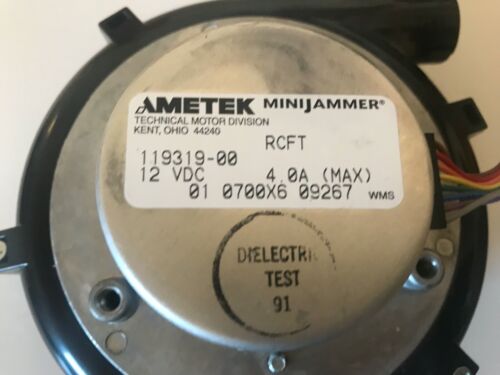 AMETEK MINIJAMMER®
TECHNICAL MOTOR DIVISION
KENT, OHIO 44240
RCFT
119319-00
12 VDC 4.0A (MAX)
01 0700X6 09267 WMS
DIELECTRIC
TEST
91